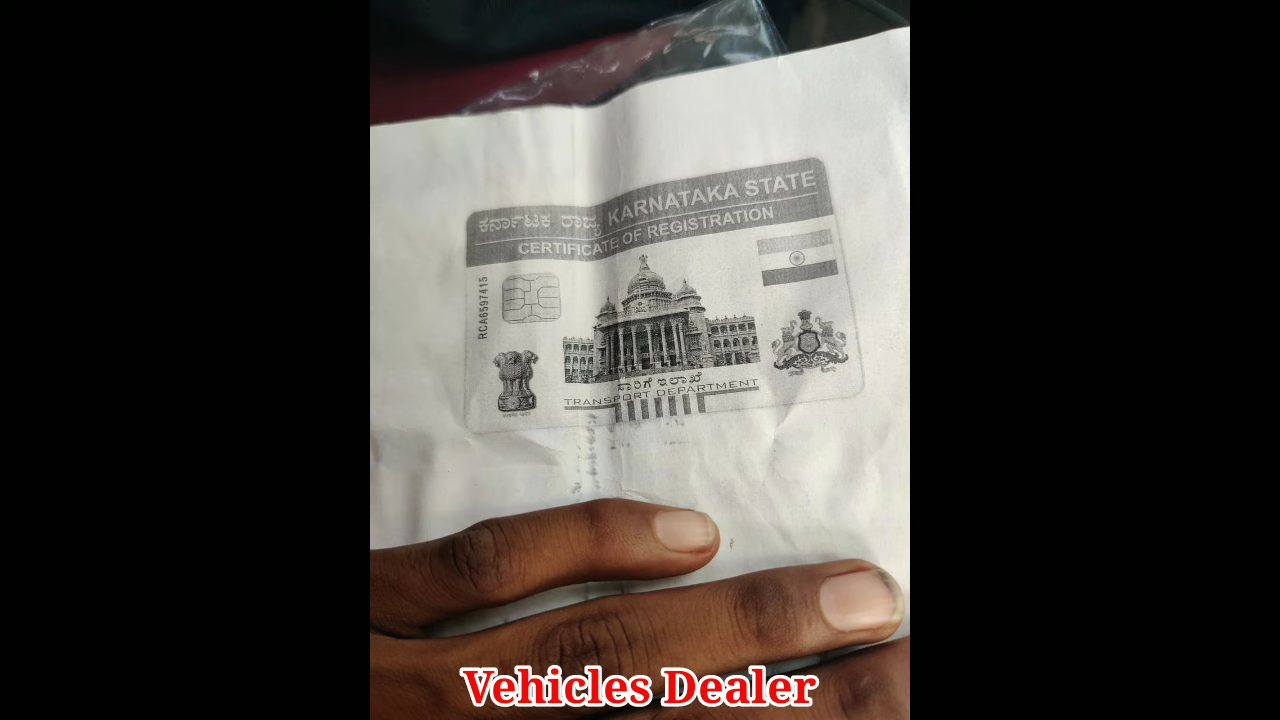 ಕರ್ನಾಟಕ ರಾಜ್ಯ KARNATAKA STATE
CERTIFICATE OF REGISTRATION
RCA6597415
ಸಾರಿಗೆ ಇಲಾಖೆ
TRANSPORT DEPARTMENT
Vehicles Dealer